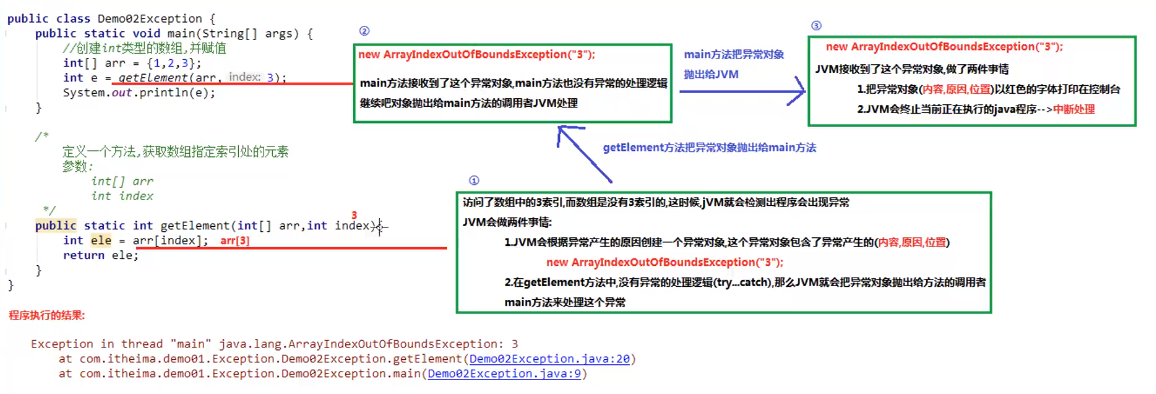 public class Demo02Exception {
public static void main(String[] args) {
//创建int类型的数组,并赋值
int[] arr = {1,2,3};
int e = getElement(arr, index: 3);
System.out.println(e);
}
/*
定义一个方法,获取数组指定索引处的元素
参数:
int[] arr
int index
*/
3
public static int getElement(int[] arr,int index){
int ele = arr[index]; arr[3]
return ele;
}
}
②
new ArrayIndexOutOfBoundsException("3");
main方法接收到了这个异常对象,main方法也没有异常的处理逻辑
继续把对象抛出给main方法的调用者JVM处理
main方法把异常对象
抛出给JVM
③
new ArrayIndexOutOfBoundsException("3");
JVM接收到了这个异常对象,做了两件事情
1.把异常对象(内容,原因,位置)以红色的字体打印在控制台
2.JVM会终止当前正在执行的java程序-->中断处理
getElement方法把异常对象抛出给main方法
①
访问了数组中的3索引,而数组是没有3索引的,这时候,jVM就会检测出程序会出现异常
JVM会做两件事情:
1.JVM会根据异常产生的原因创建一个异常对象,这个异常对象包含了异常产生的(内容,原因,位置)
new ArrayIndexOutOfBoundsException("3");
2.在getElement方法中,没有异常的处理逻辑(try...catch),那么JVM就会把异常对象抛出给方法的调用者
main方法来处理这个异常
程序执行的结果:
Exception in thread "main" java.lang.ArrayIndexOutOfBoundsException: 3
at com.itheima.demo01.Exception.Demo02Exception.getElement(Demo02Exception.java:20)
at com.itheima.demo01.Exception.Demo02Exception.main(Demo02Exception.java:9)